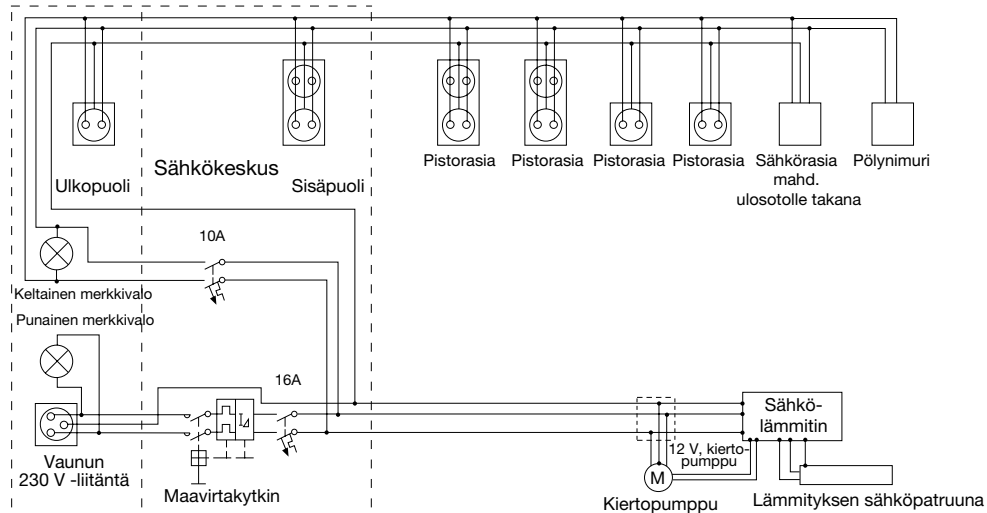 Ulkopuoli
Sähkökeskus
Sisäpuoli
Pistorasia
Pistorasia
Pistorasia
Pistorasia
Sähkörasia
mahd.
ulosotolle takana
Pölynimuri
10A
Keltainen merkkivalo
Punainen merkkivalo
16A
Vaunun
230 V -liitäntä
Maavirtakytkin
I⊿
Sähkö-
lämmitin
12 V, kierto-
pumppu
M
Kiertopumppu
Lämmityksen sähköpatruuna